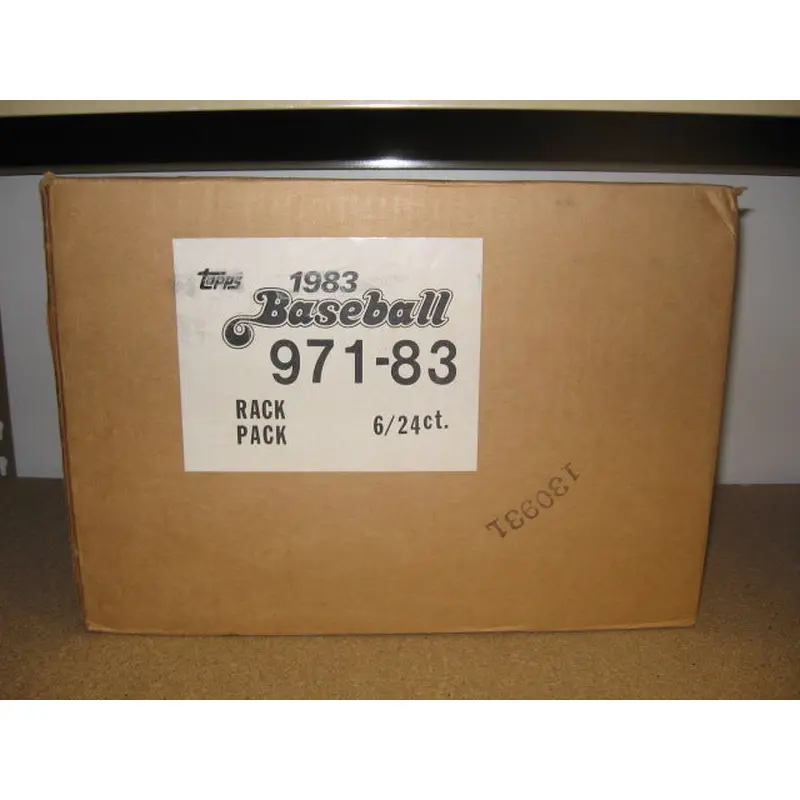 Topps
1983
Baseball
971-83
RACK
PACK
6/24ct.
130931